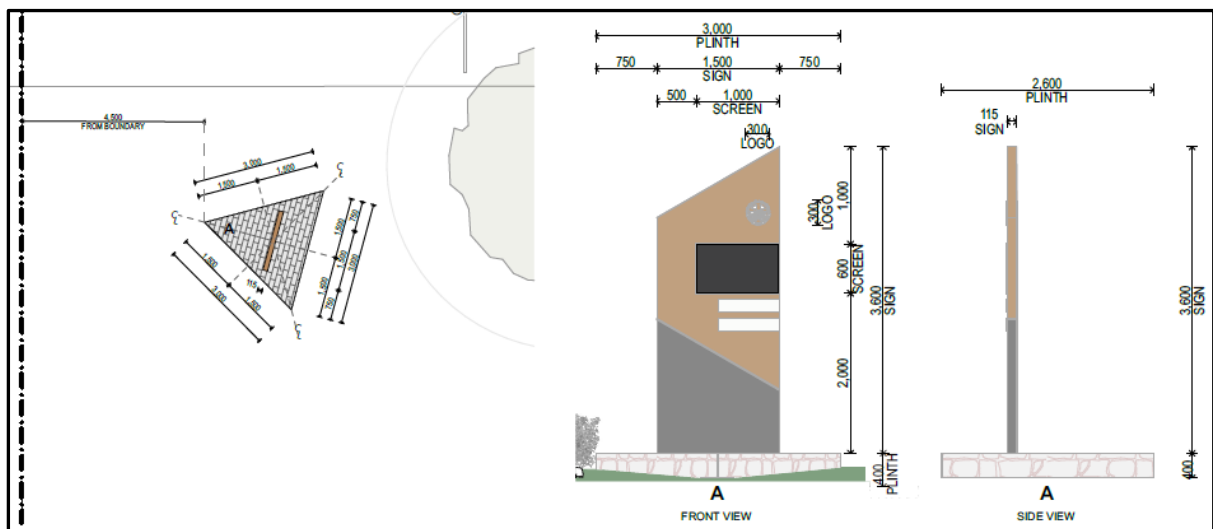 4,500
FROM BOUNDARY
3,000
1,500
1,500
C
L
C
L
A
1,500
750
1,500
3,000
1,500
750
1,500
3,000
115
1,500
C
L
3,000
PLINTH
750
1,500
750
SIGN
500
1,000
SCREEN
300
LOGO
1,000
300
LOGO
600
SCREEN
3,600
SIGN
2,000
400
PLINTH
A
FRONT VIEW
2,600
PLINTH
115
SIGN
3,600
SIGN
400
A
SIDE VIEW